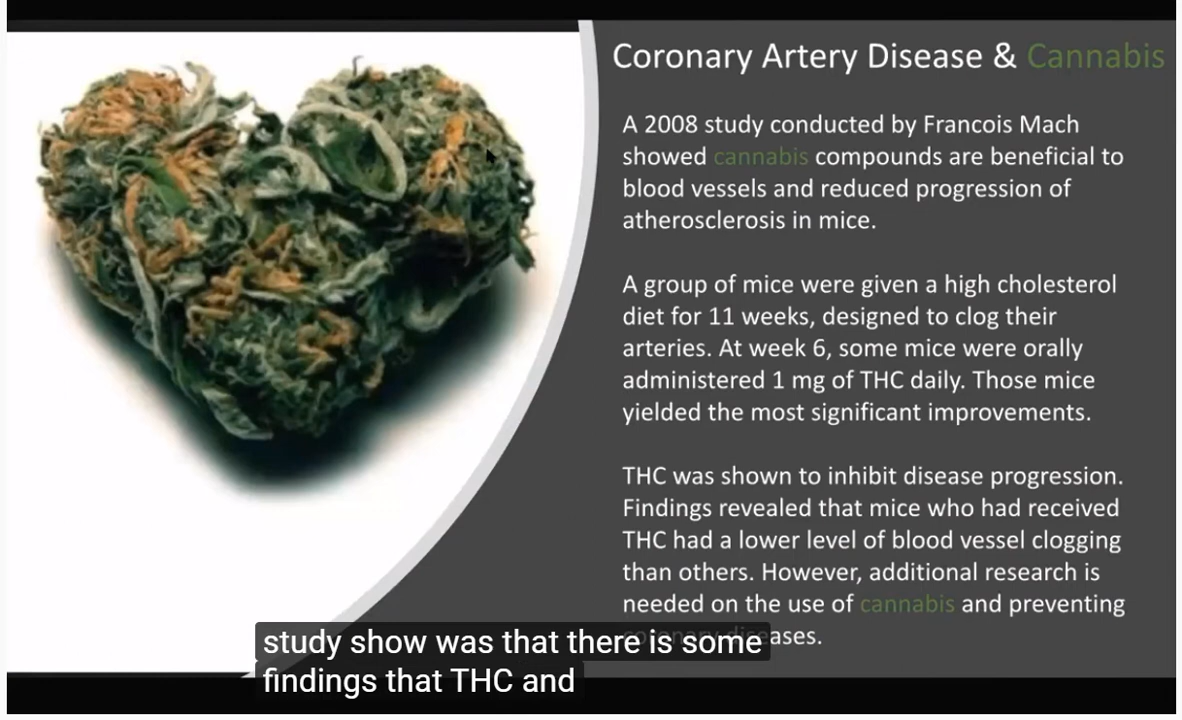 Coronary Artery Disease & Cannabis
A 2008 study conducted by Francois Mach
showed cannabis compounds are beneficial to
blood vessels and reduced progression of
atherosclerosis in mice.
A group of mice were given a high cholesterol
diet for 11 weeks, designed to clog their
arteries. At week 6, some mice were orally
administered 1 mg of THC daily. Those mice
yielded the most significant improvements.
THC was shown to inhibit disease progression.
Findings revealed that mice who had received
THC had a lower level of blood vessel clogging
than others. However, additional research is
needed on the use of cannabis and preventing
coronary diseases.
study show was that there is some
findings that THC and